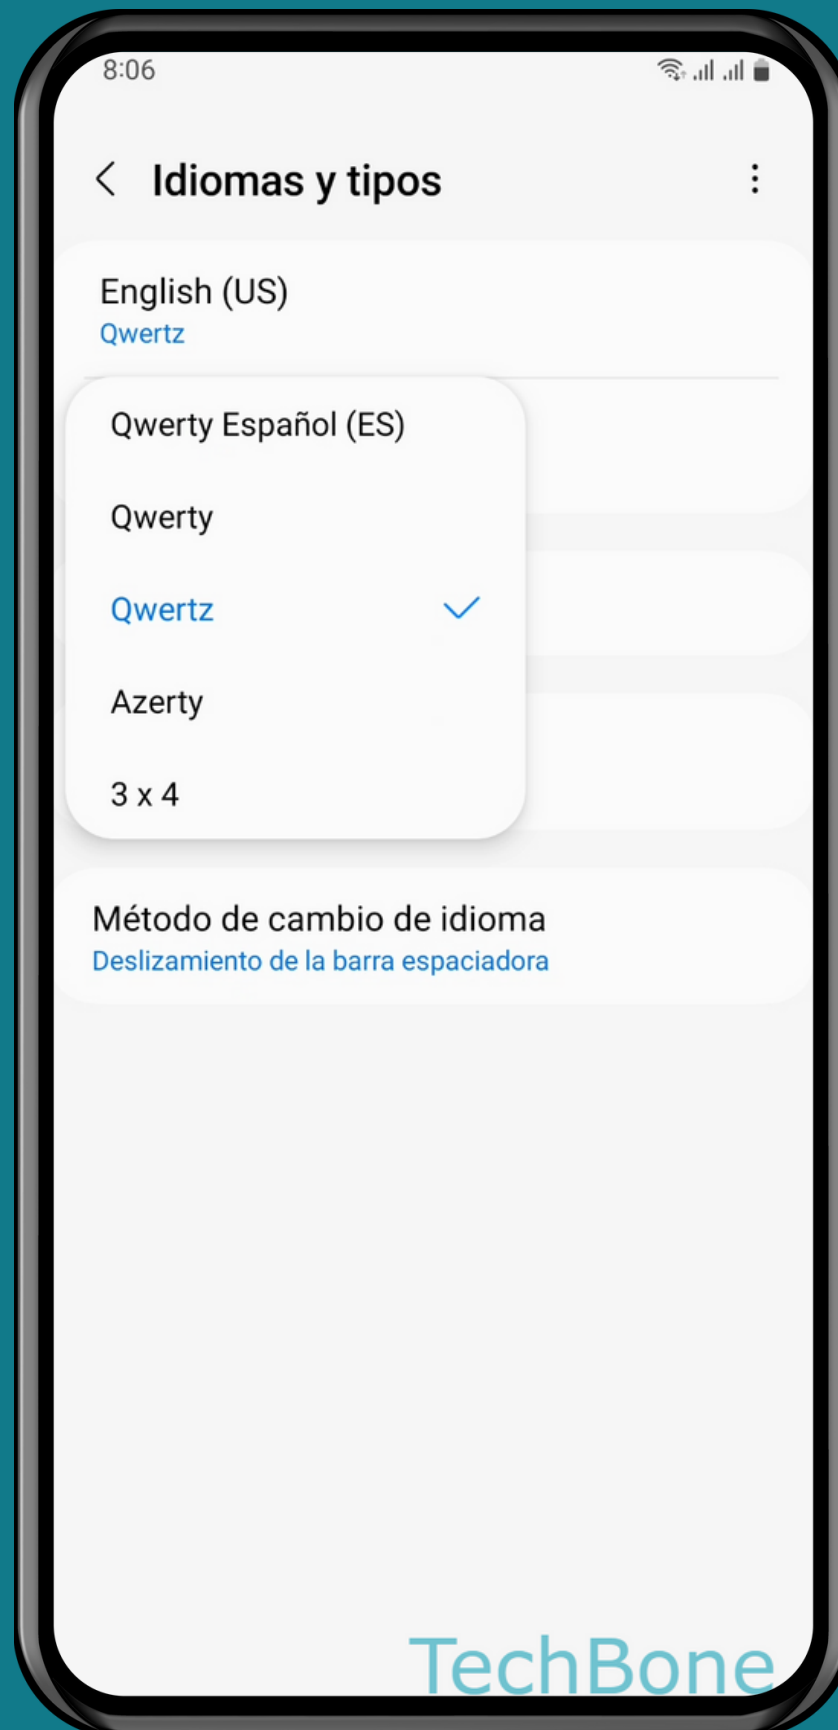 8:06
Idiomas y tipos
English (US)
Qwertz
Qwerty Español (ES)
Qwerty
Qwertz
Azerty
3 x 4
Método de cambio de idioma
Deslizamiento de la barra espaciadora
TechBone